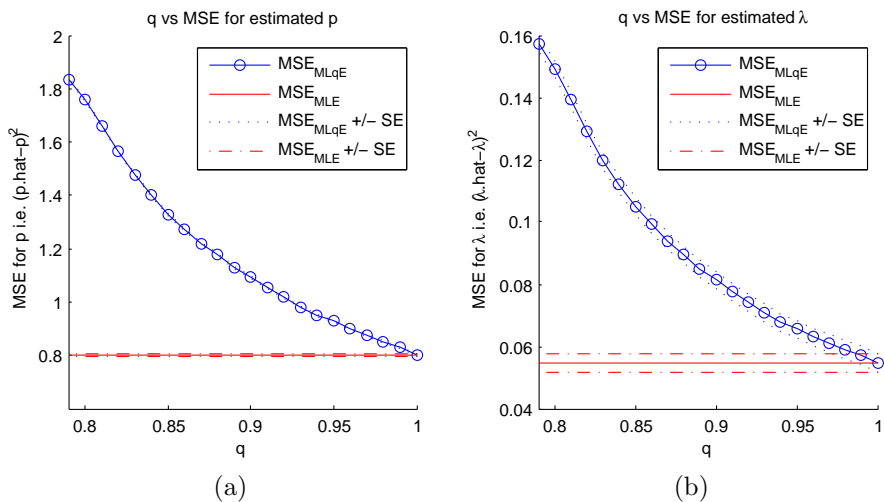 q vs MSE for estimated p
MSE for p i.e. (p.hat−p)²
2
1.8
1.6
1.4
1.2
1
0.8
MSE_MLqE
MSE_MLE
MSE_MLqE +/− SE
MSE_MLE +/− SE
0.8 0.85 0.9 0.95 1
q
(a)
q vs MSE for estimated λ
MSE for λ i.e. (λ.hat−λ)²
0.16
0.14
0.12
0.1
0.08
0.06
0.04
MSE_MLqE
MSE_MLE
MSE_MLqE +/− SE
MSE_MLE +/− SE
0.8 0.85 0.9 0.95 1
q
(b)